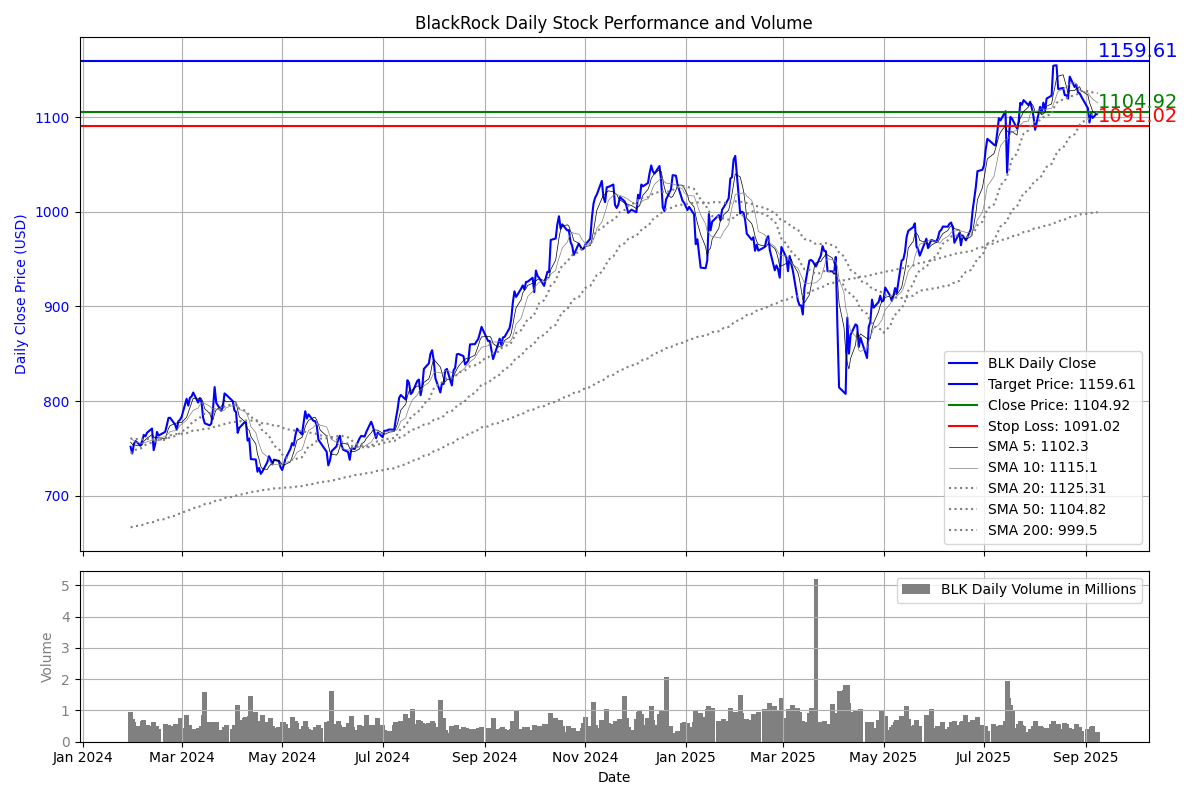 BlackRock Daily Stock Performance and Volume
1159.61
1104.92
1091.02
1100
1000
900
800
700
Daily Close Price (USD)
BLK Daily Close
Target Price: 1159.61
Close Price: 1104.92
Stop Loss: 1091.02
SMA 5: 1102.3
SMA 10: 1115.1
SMA 20: 1125.31
SMA 50: 1104.82
SMA 200: 999.5
5
4
3
2
1
0
Volume
BLK Daily Volume in Millions
Jan 2024 Mar 2024 May 2024 Jul 2024 Sep 2024 Nov 2024 Jan 2025 Mar 2025 May 2025 Jul 2025 Sep 2025
Date